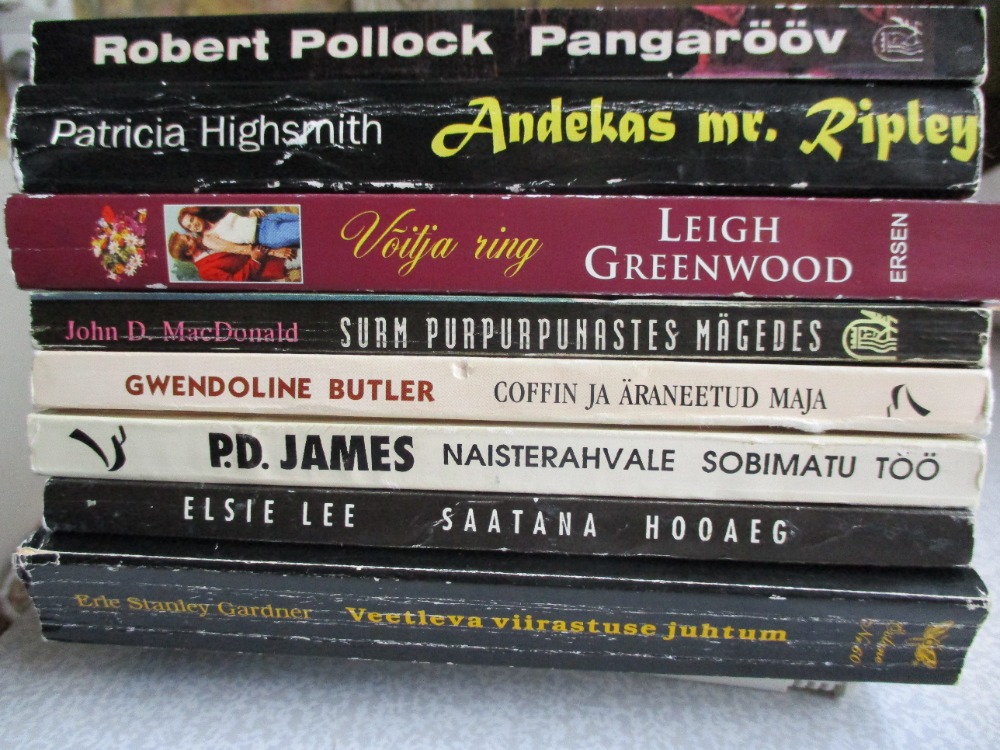 Robert Pollock Pangarööv
Patricia Highsmith Andekas mr. Ripley
Võitja ring LEIGH GREENWOOD ERSEN
John D. MacDonald SURM PURPURPUNASTES MÄGEDES
GWENDOLINE BUTLER COFFIN JA ÄRANEETUD MAJA
P.D. JAMES NAISTERAHVALE SOBIMATU TÖÖ
ELSIE LEE SAATANA HOOAEG
Erle Stanley Gardner Veetleva viirastuse juhtum
No 60